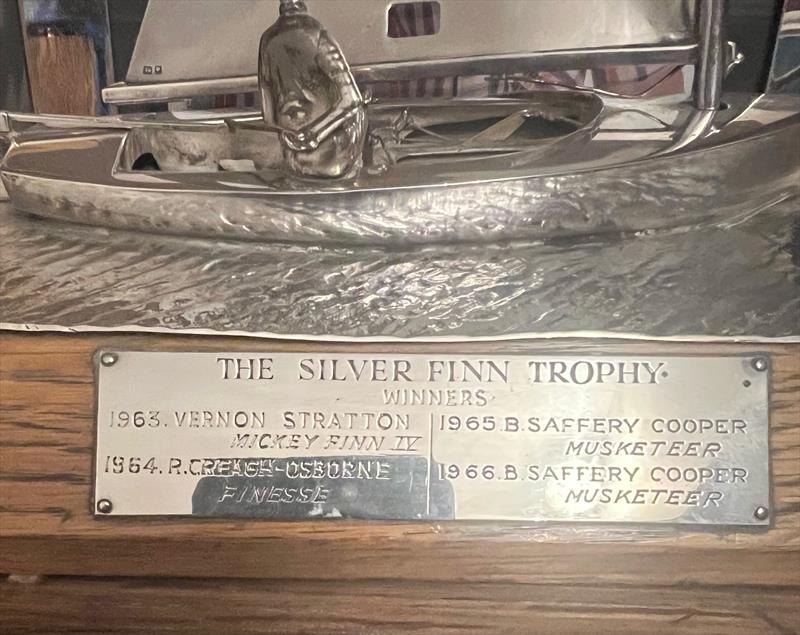 THE SILVER FINN TROPHY.
WINNERS
1963. VERNON STRATTON
MICKEY FINN IV
1964. R. CREAGH-OSBORNE
FINESSE
1965. B. SAFFERY COOPER
MUSKETEER
1966. B. SAFFERY COOPER
MUSKETEER